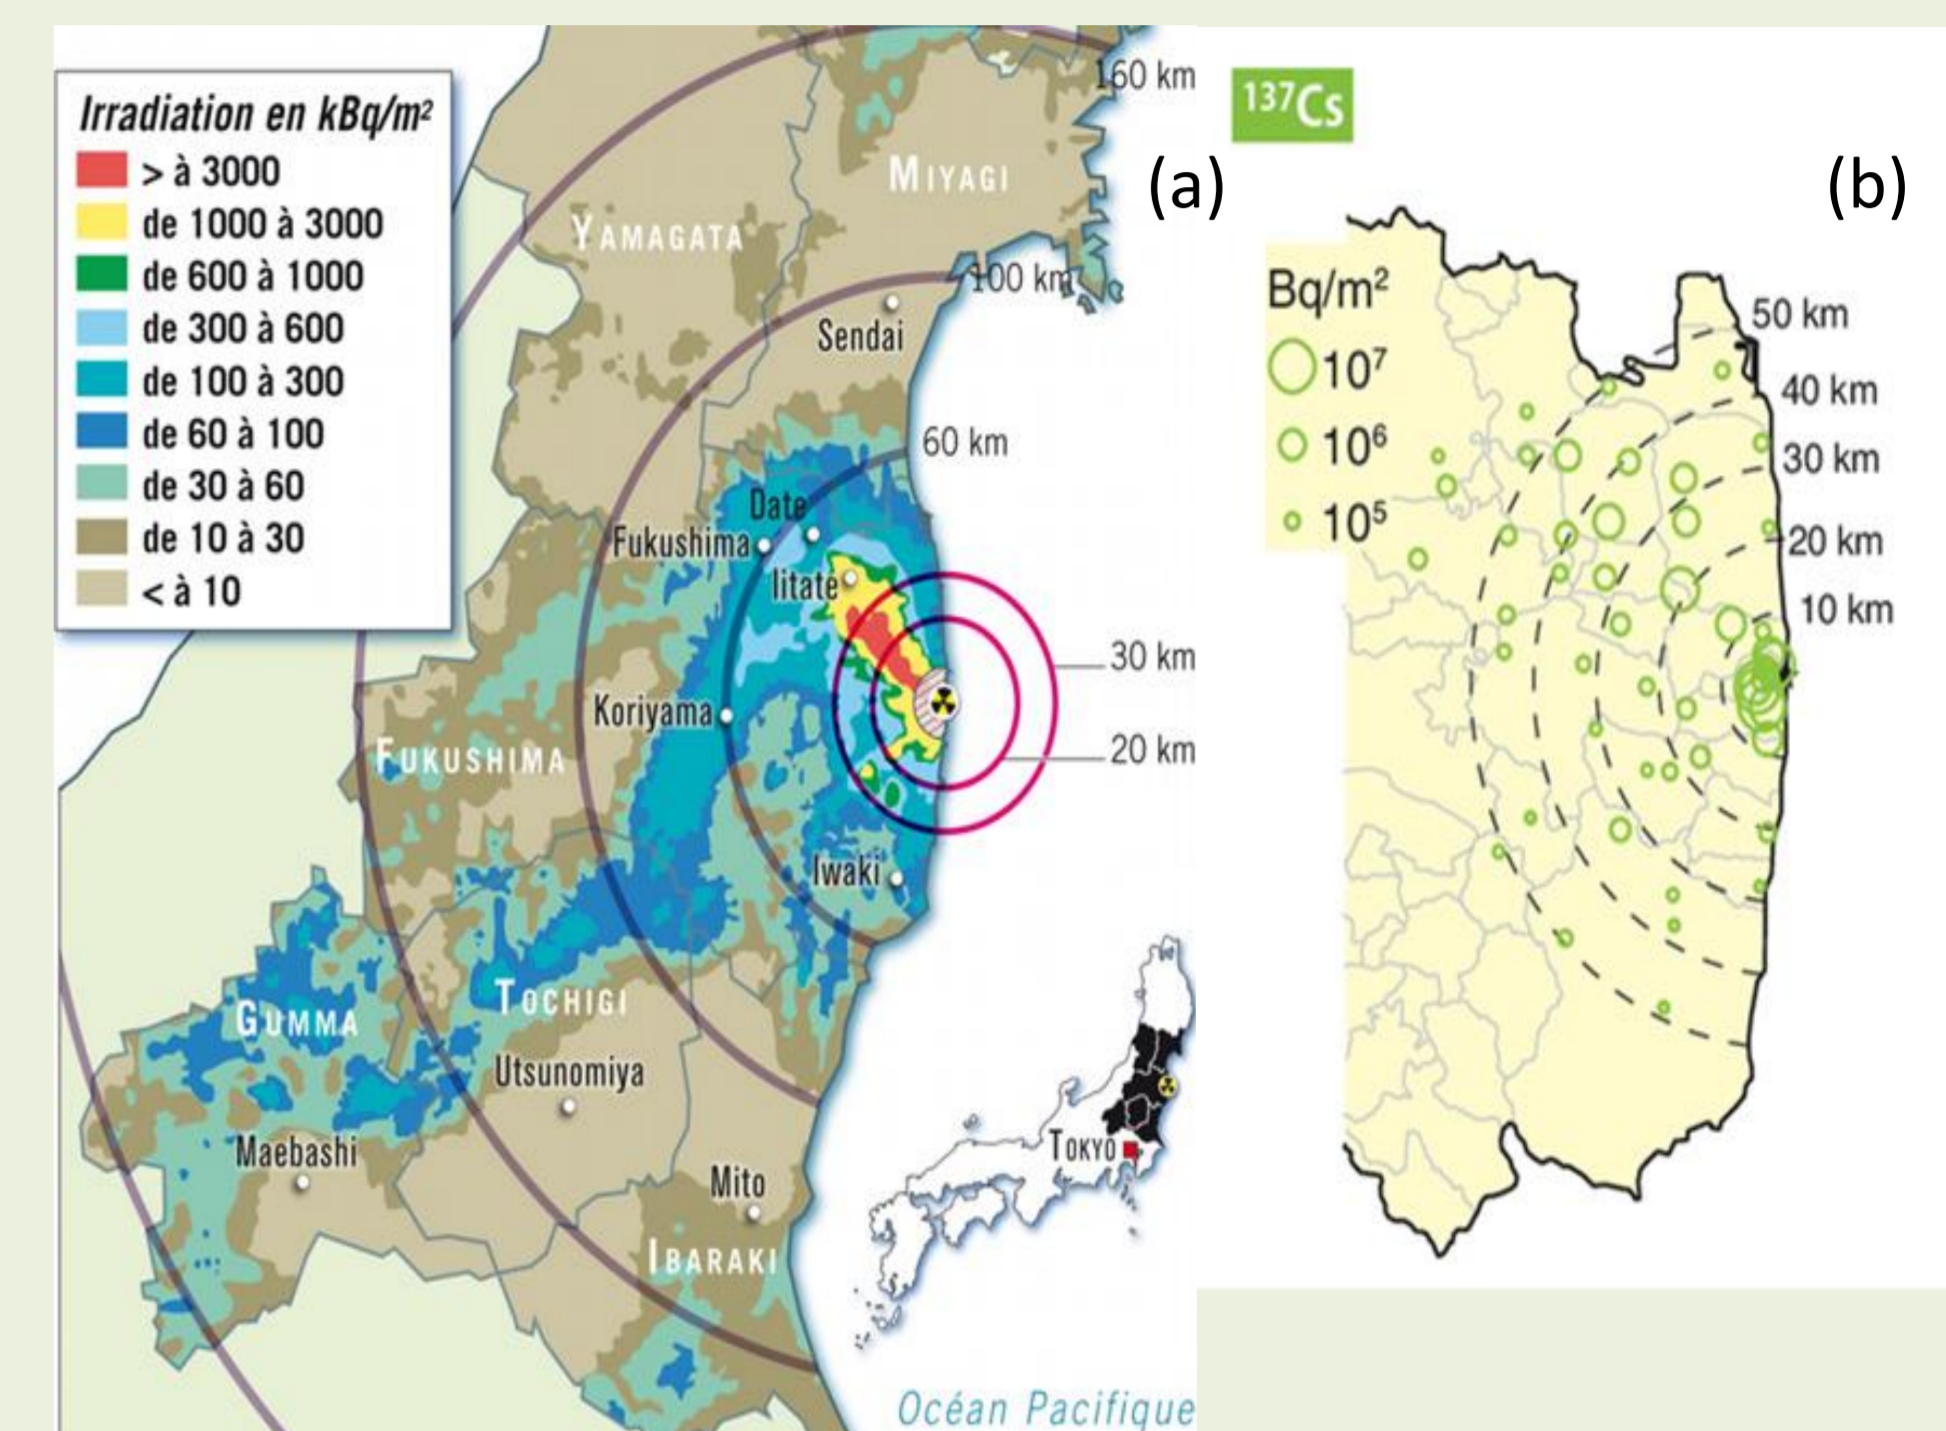 Irradiation en kBq/m²
> à 3000
de 1000 à 3000
de 600 à 1000
de 300 à 600
de 100 à 300
de 60 à 100
de 30 à 60
de 10 à 30
< à 10
160 km
MIYAGI
YAMAGATA
100 km
Sendai
60 km
Date
Fukushima
Iitate
30 km
Koriyama
20 km
FUKUSHIMA
Iwaki
TOCHIGI
GUMMA
Utsunomiya
Maebashi
Mito
IBARAKI
TOKYO
Océan Pacifique
(a)
¹³⁷Cs
(b)
Bq/m²
10⁷
10⁶
10⁵
50 km
40 km
30 km
20 km
10 km